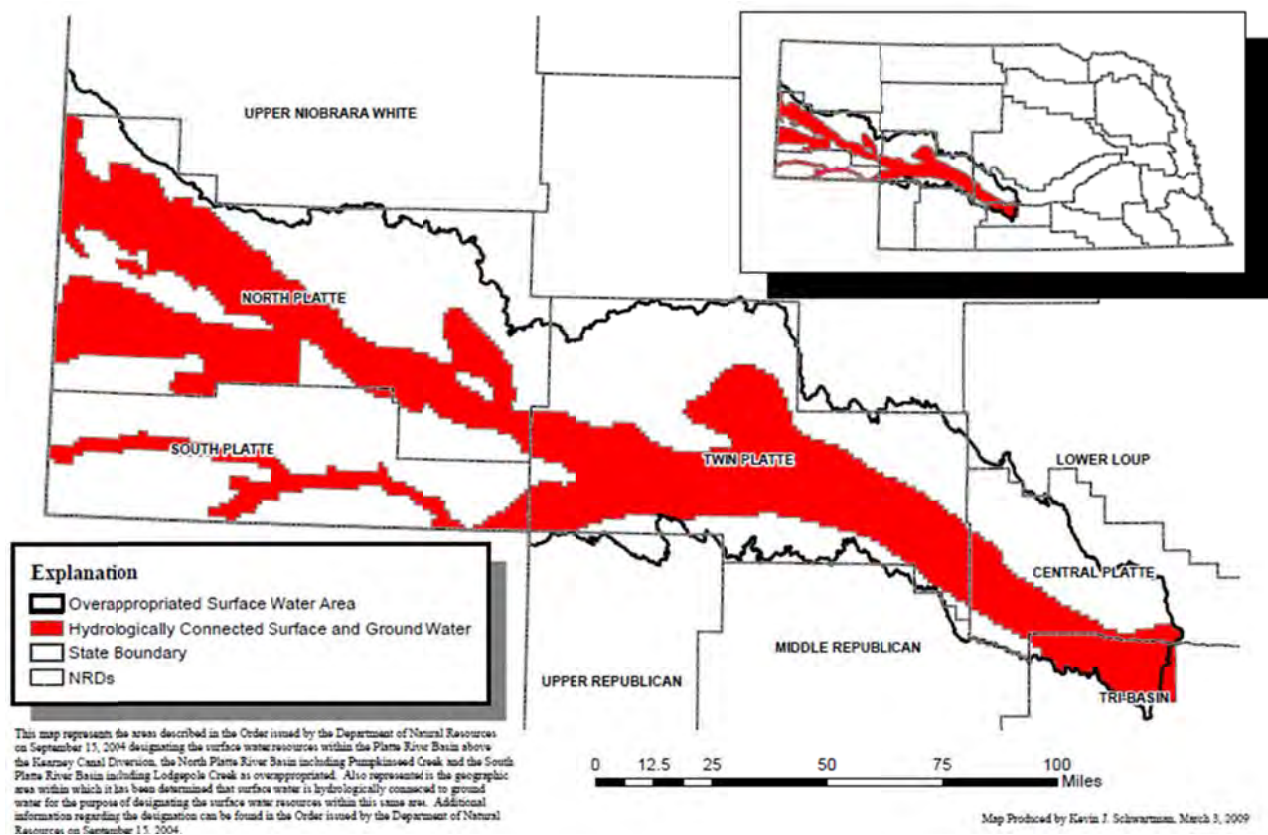 UPPER NIOBRARA WHITE
NORTH PLATTE
SOUTH PLATTE
TWIN PLATTE
LOWER LOUP
CENTRAL PLATTE
MIDDLE REPUBLICAN
UPPER REPUBLICAN
TRI-BASIN
Explanation
Overappropriated Surface Water Area
Hydrologically Connected Surface and Ground Water
State Boundary
NRDs
This map represents the areas described in the Order issued by the Department of Natural Resources
on September 15, 2004 designating the surface water resources within the Platte River Basin above
the Kearney Canal Diversion, the North Platte River Basin including Pumpkinseed Creek and the South
Platte River Basin including Lodgepole Creek as overappropriated. Also represented is the geographic
area within which it has been determined that surface water is hydrologically connected to ground
water for the purpose of designating the surface water resources within this same area. Additional
information regarding the designation can be found in the Order issued by the Department of Natural
Resources on September 15, 2004.
0 12.5 25 50 75 100
Miles
Map Produced by Kevin J. Schwartman, March 3, 2009